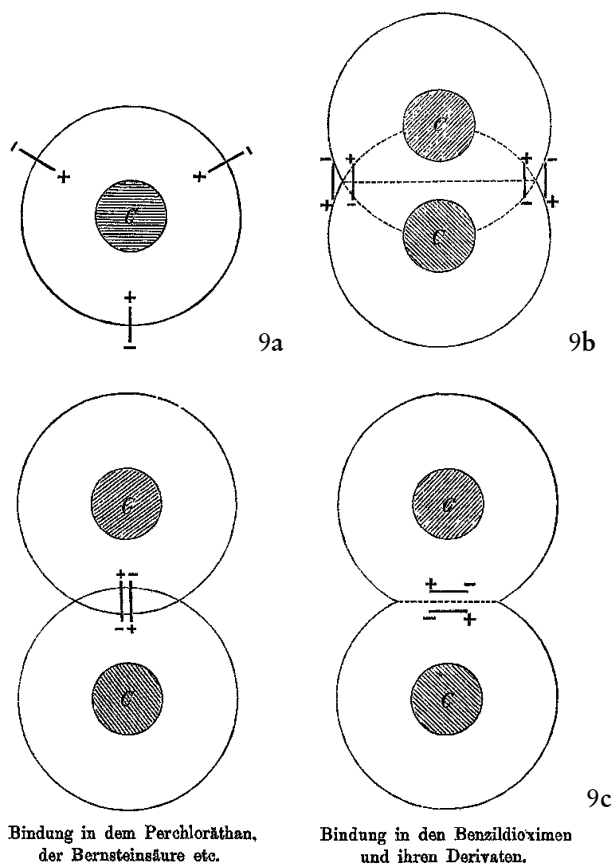 C
9a
C
C
9b
C
C
C
C
9c
Bindung in dem Perchloräthan,
der Bernsteinsäure etc.
Bindung in den Benzildioximen
und ihren Derivaten.